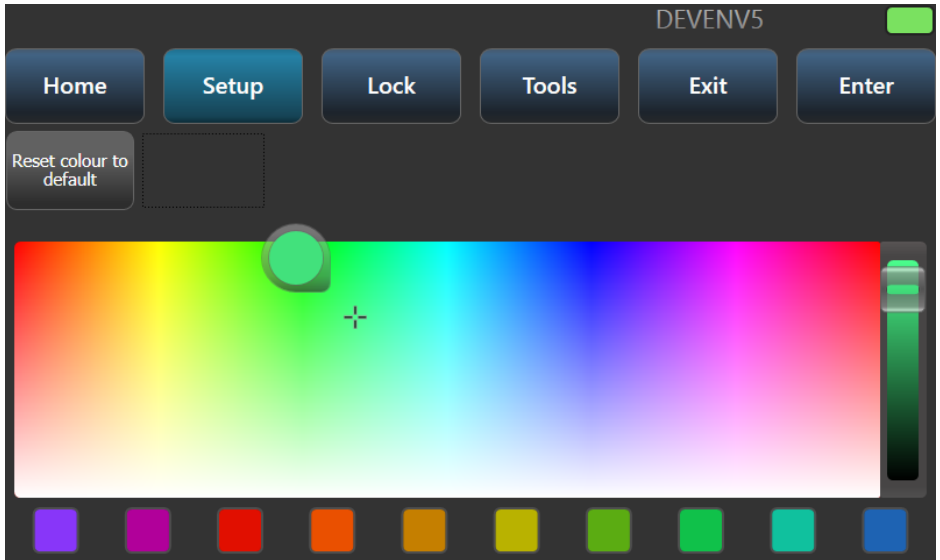 DEVENV5
Home
Setup
Lock
Tools
Exit
Enter
Reset colour to
default